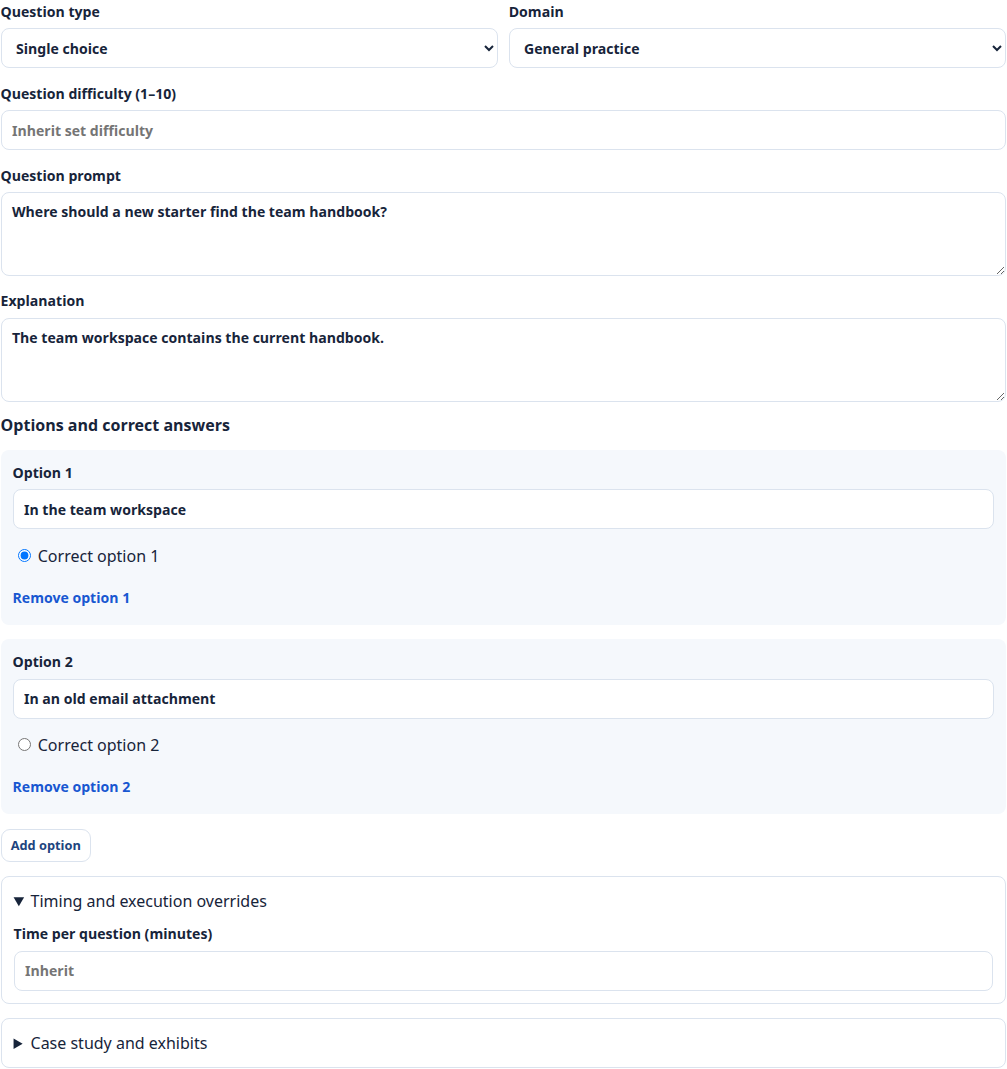 Question type
Domain
Single choice
General practice
Question difficulty (1–10)
Inherit set difficulty
Question prompt
Where should a new starter find the team handbook?
Explanation
The team workspace contains the current handbook.
Options and correct answers
Option 1
In the team workspace
Correct option 1
Remove option 1
Option 2
In an old email attachment
Correct option 2
Remove option 2
Add option
Timing and execution overrides
Time per question (minutes)
Inherit
Case study and exhibits